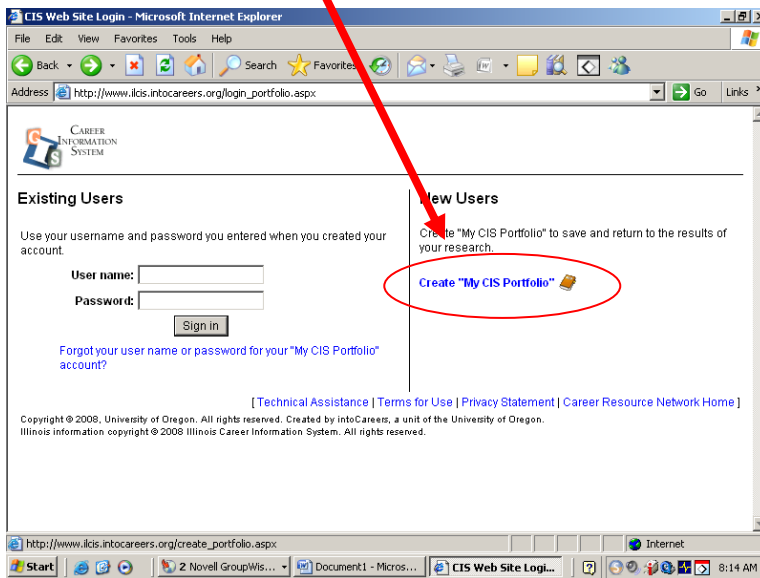 CIS Web Site Login - Microsoft Internet Explorer
File Edit View Favorites Tools Help
Back Search Favorites
Address http://www.ilcis.intocareers.org/login_portfolio.aspx Go Links
CAREER
INFORMATION
SYSTEM
CIS
Existing Users
Use your username and password you entered when you created your
account.
User name:
Password:
Sign in
Forgot your user name or password for your "My CIS Portfolio"
account?
New Users
Create "My CIS Portfolio" to save and return to the results of
your research.
Create "My CIS Portfolio"
[ Technical Assistance | Terms for Use | Privacy Statement | Career Resource Network Home ]
Copyright © 2008, University of Oregon. All rights reserved. Created by intoCareers, a unit of the University of Oregon.
Illinois information copyright © 2008 Illinois Career Information System. All rights reserved.
http://www.ilcis.intocareers.org/create_portfolio.aspx Internet
Start 2 Novell GroupWis... Document1 - Micros... CIS Web Site Logi... 8:14 AM